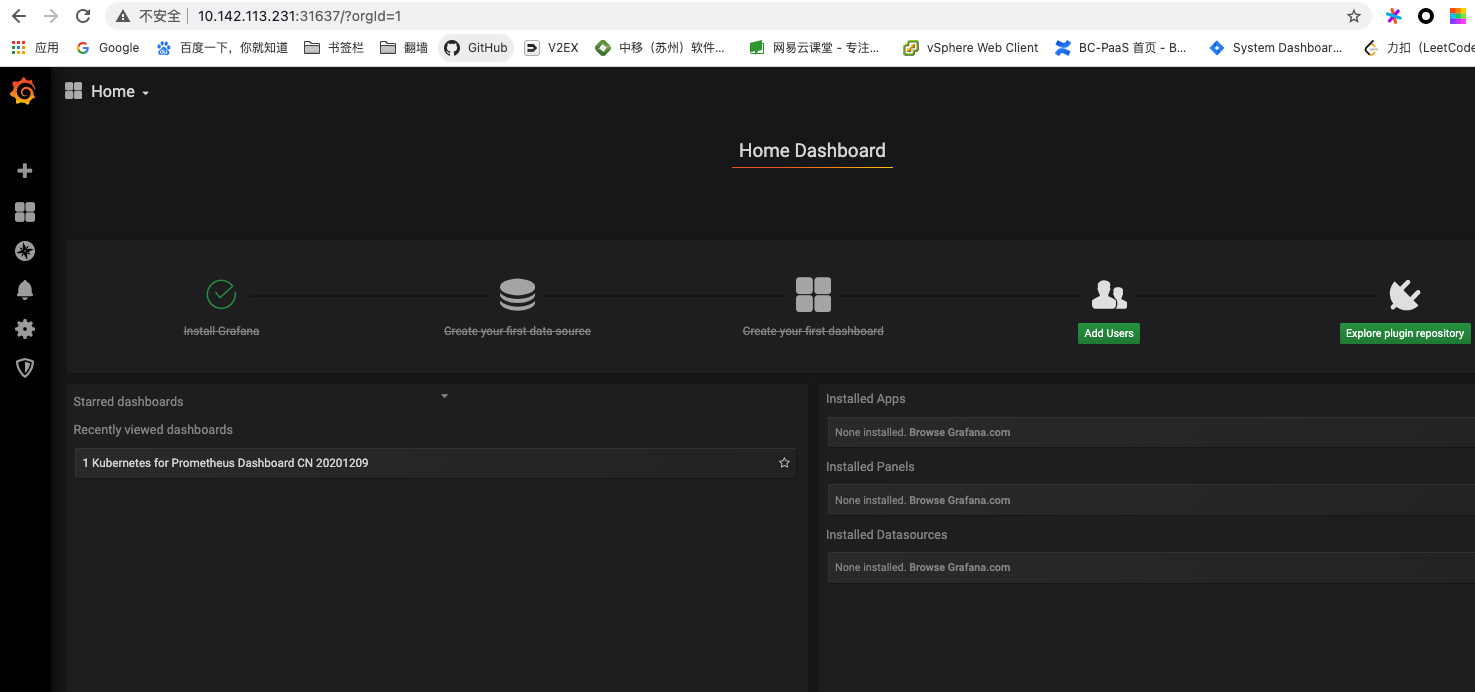 不安全 10.142.113.231:31637/?orgId=1
应用 Google 百度一下，你就知道 书签栏 翻墙 GitHub V2EX 中移（苏州）软件... 网易云课堂 - 专注... vSphere Web Client BC-PaaS 首页 - B... System Dashboar... 力扣（LeetCode
Home
Home Dashboard
Install Grafana Create your first data source Create your first dashboard Add Users Explore plugin repository
Starred dashboards
Recently viewed dashboards
1 Kubernetes for Prometheus Dashboard CN 20201209
Installed Apps
None installed. Browse Grafana.com
Installed Panels
None installed. Browse Grafana.com
Installed Datasources
None installed. Browse Grafana.com